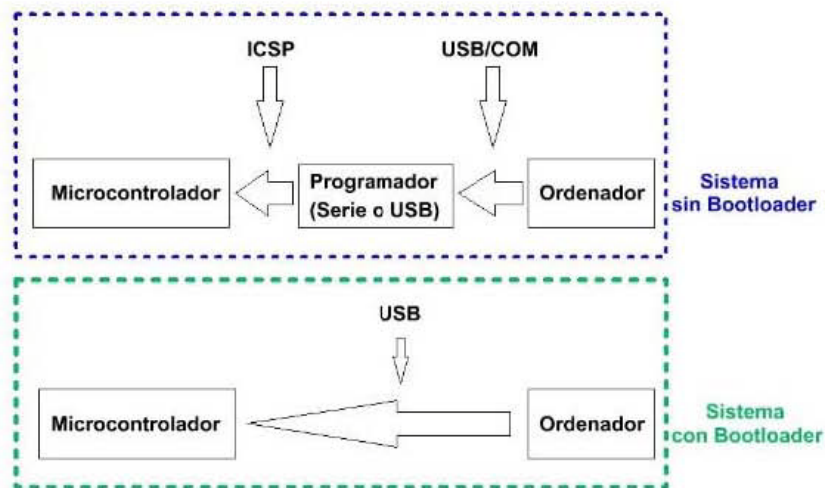 ICSP
USB/COM
Microcontrolador
Programador
(Serie o USB)
Ordenador
Sistema
sin Bootloader
USB
Microcontrolador
Ordenador
Sistema
con Bootloader